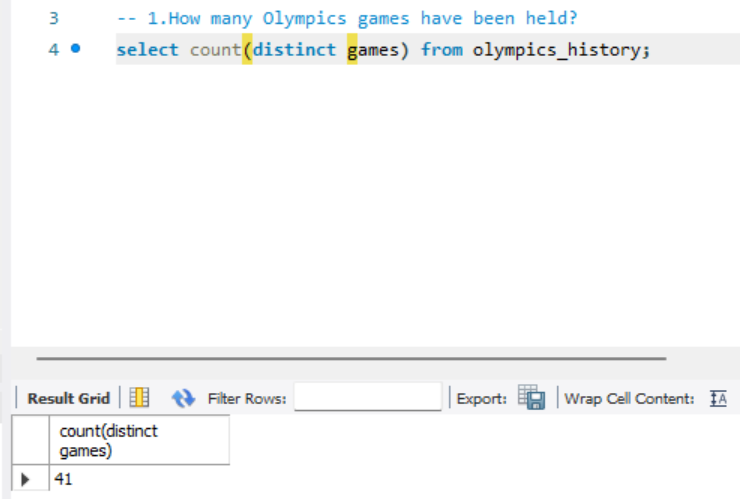 3 -- 1.How many Olympics games have been held?
4 select count(distinct games) from olympics_history;
Result Grid Filter Rows: Export: Wrap Cell Content: IA
count(distinct
games)
41